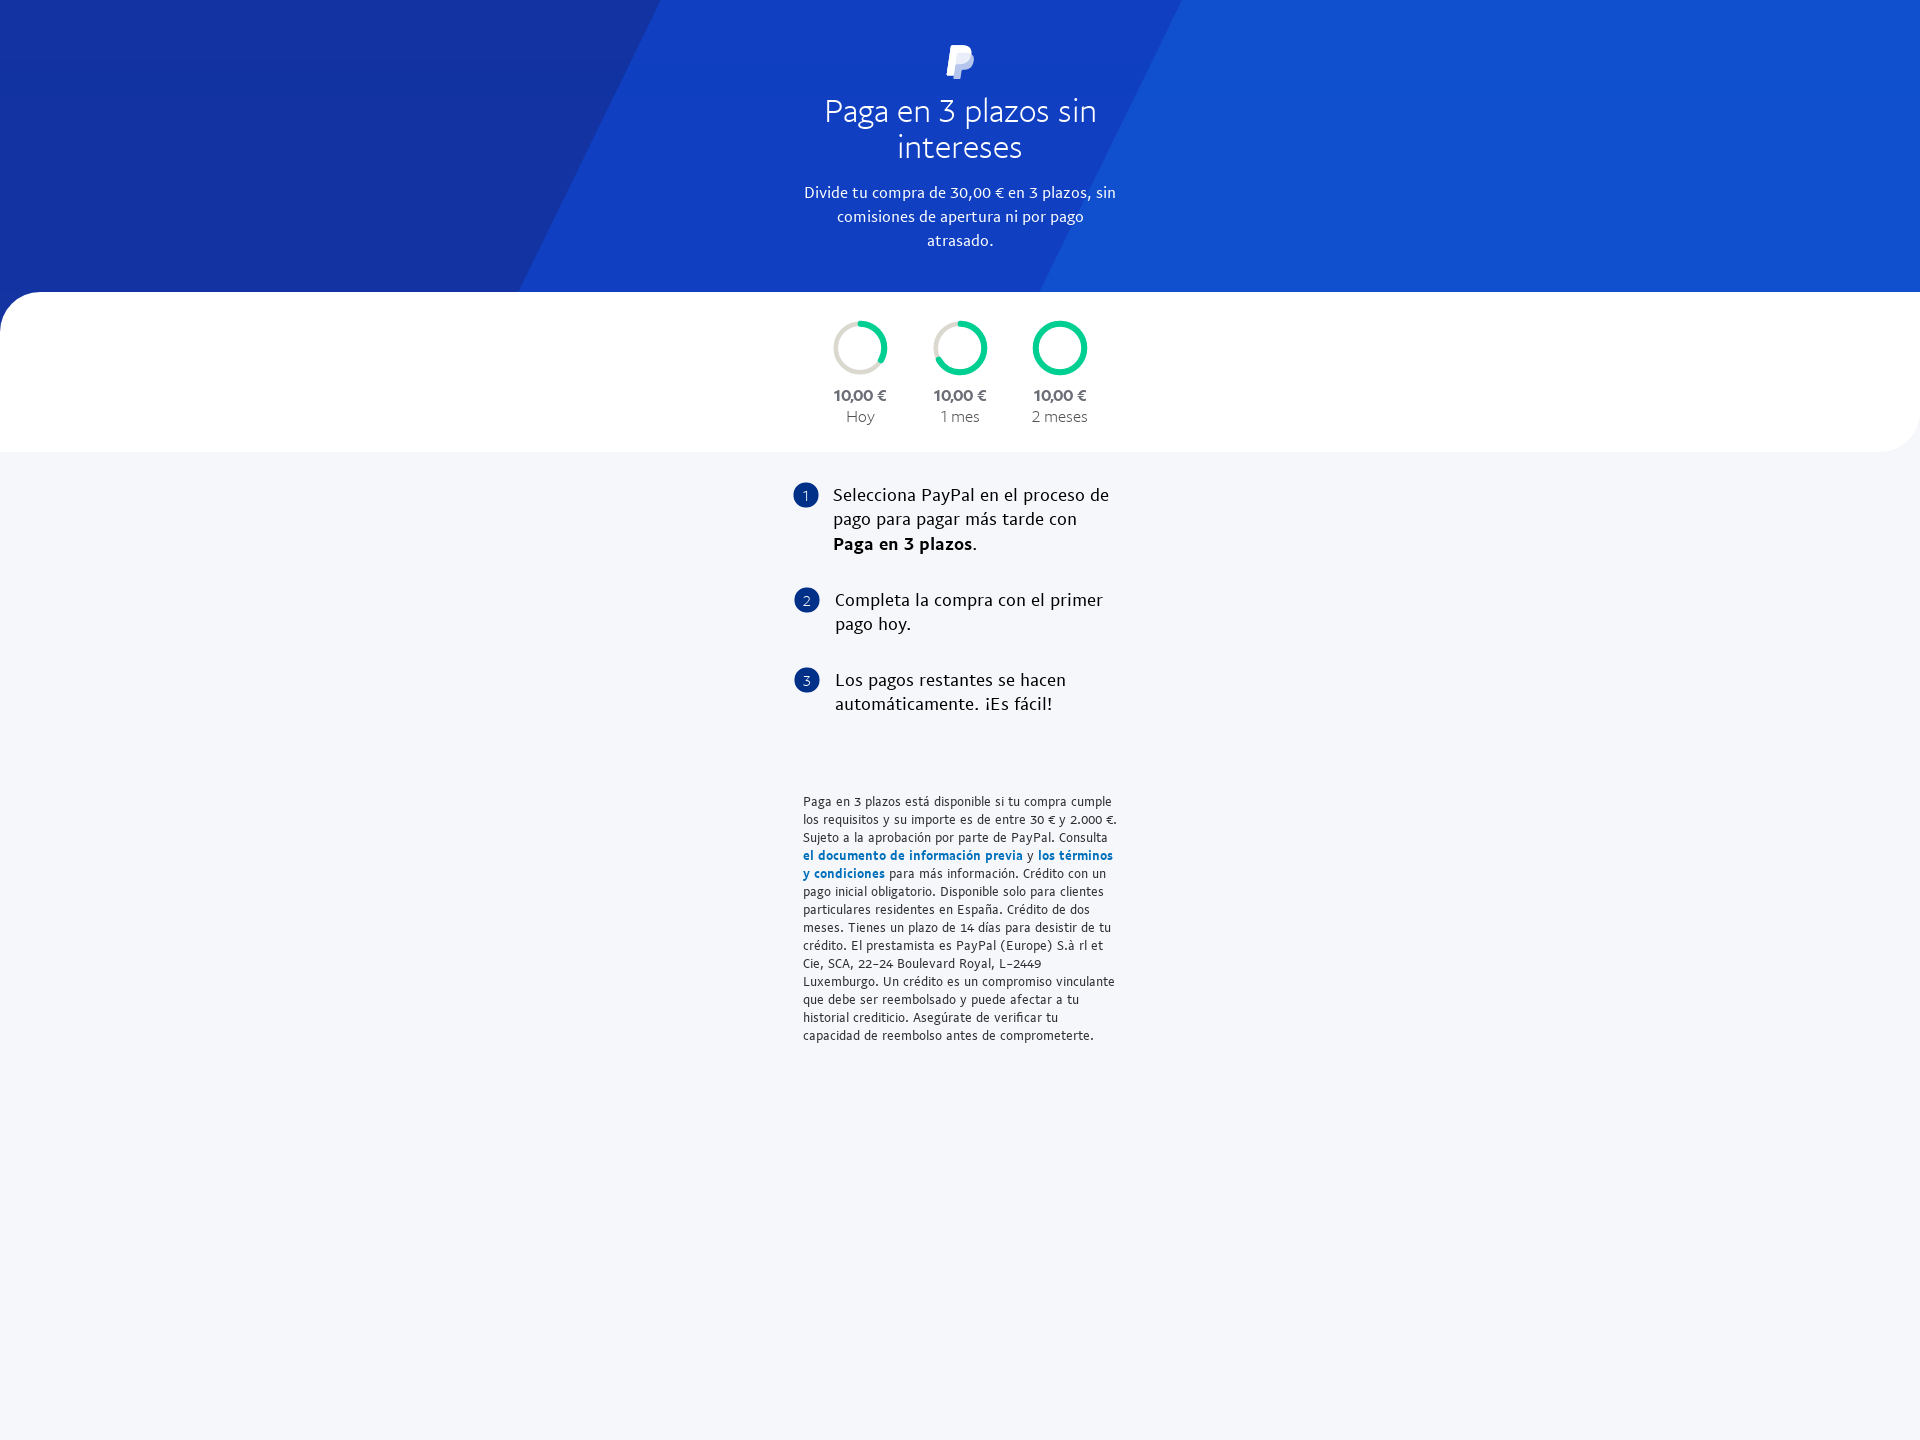 Paga en 3 plazos sin
intereses
Divide tu compra de 30,00 € en 3 plazos, sin
comisiones de apertura ni por pago
atrasado.
10,00 € 10,00 € 10,00 €
Hoy 1 mes 2 meses
1 Selecciona PayPal en el proceso de
pago para pagar más tarde con
Paga en 3 plazos.
2 Completa la compra con el primer
pago hoy.
3 Los pagos restantes se hacen
automáticamente. ¡Es fácil!
Paga en 3 plazos está disponible si tu compra cumple
los requisitos y su importe es de entre 30 € y 2.000 €.
Sujeto a la aprobación por parte de PayPal. Consulta
el documento de información previa y los términos
y condiciones para más información. Crédito con un
pago inicial obligatorio. Disponible solo para clientes
particulares residentes en España. Crédito de dos
meses. Tienes un plazo de 14 días para desistir de tu
crédito. El prestamista es PayPal (Europe) S.à rl et
Cie, SCA, 22-24 Boulevard Royal, L-2449
Luxemburgo. Un crédito es un compromiso vinculante
que debe ser reembolsado y puede afectar a tu
historial crediticio. Asegúrate de verificar tu
capacidad de reembolso antes de comprometerte.